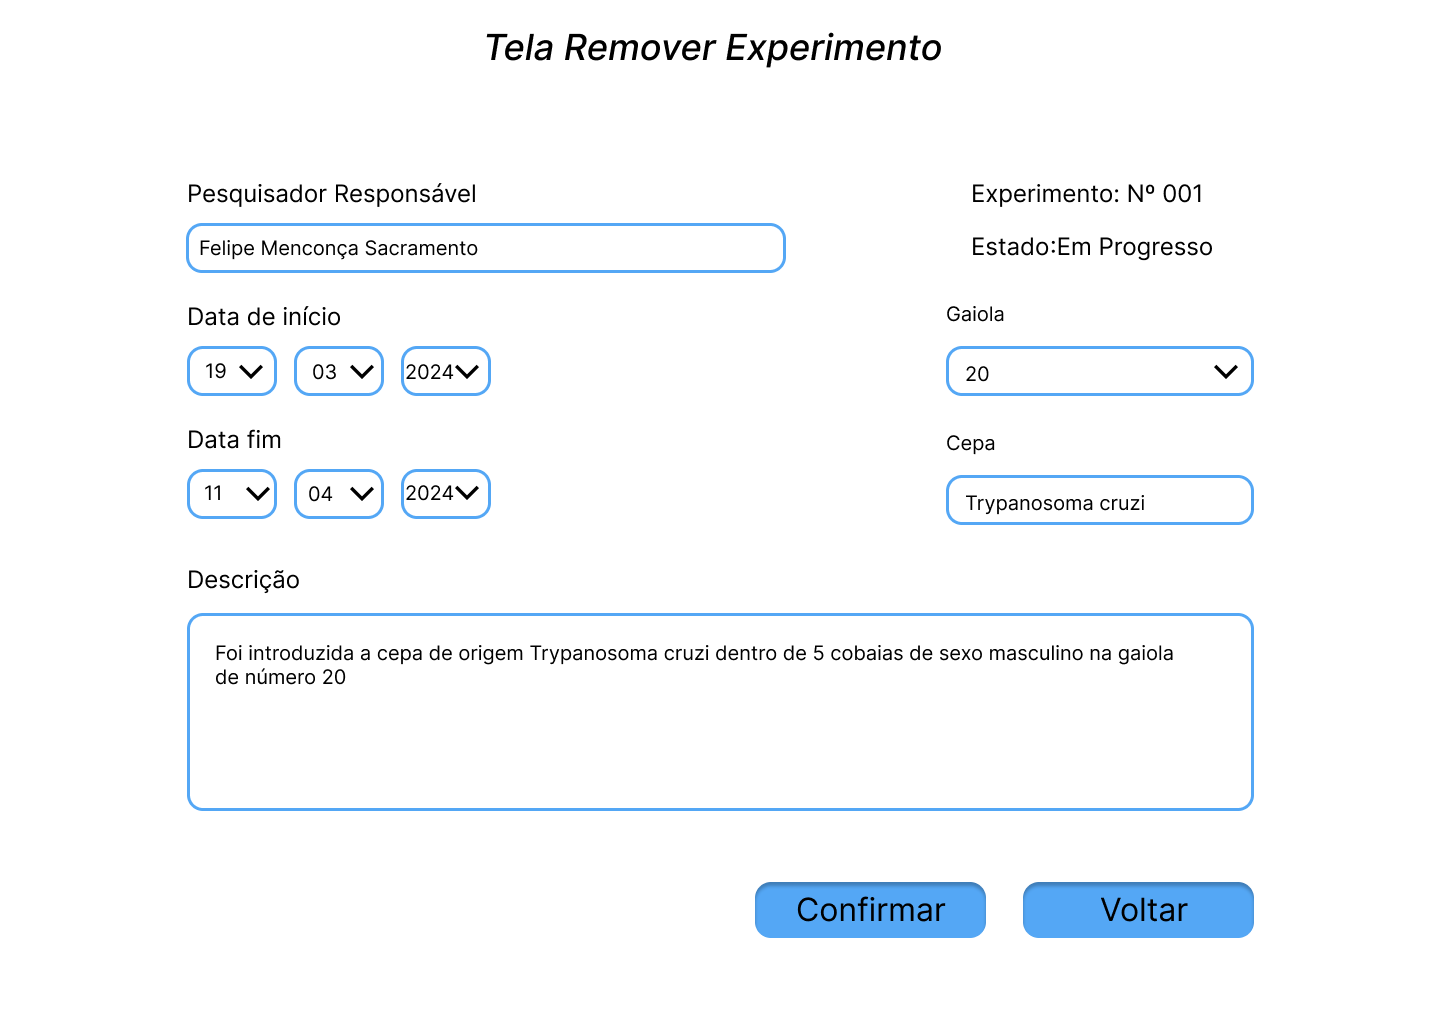 Tela Remover Experimento
Pesquisador Responsável
Experimento: Nº 001
Felipe Menconça Sacramento
Estado:Em Progresso
Data de início
Gaiola
19 03 2024
20
Data fim
Cepa
11 04 2024
Trypanosoma cruzi
Descrição
Foi introduzida a cepa de origem Trypanosoma cruzi dentro de 5 cobaias de sexo masculino na gaiola
de número 20
Confirmar
Voltar